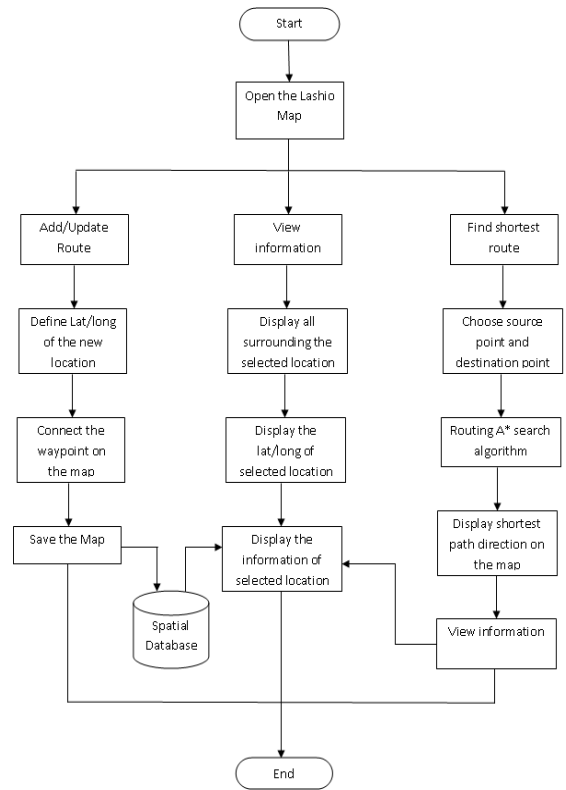 Start
Open the Lashio
Map
Add/Update
Route
View
information
Find shortest
route
Define Lat/long
of the new
location
Display all
surrounding the
selected location
Choose source
point and
destination point
Connect the
waypoint on
the map
Display the
lat/long of
selected location
Routing A* search
algorithm
Save the Map
Display the
information of
selected location
Display shortest
path direction on
the map
Spatial
Database
View information
End